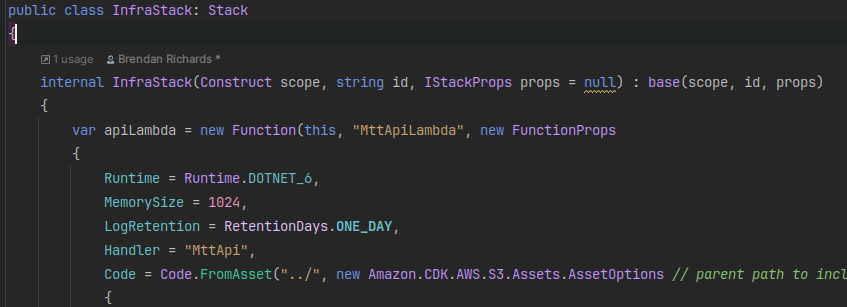 public class InfraStack: Stack
{
1 usage Brendan Richards *
internal InfraStack(Construct scope, string id, IStackProps props = null) : base(scope, id, props)
{
var apiLambda = new Function(this, "MttApiLambda", new FunctionProps
{
Runtime = Runtime.DOTNET_6,
MemorySize = 1024,
LogRetention = RetentionDays.ONE_DAY,
Handler = "MttApi",
Code = Code.FromAsset("../", new Amazon.CDK.AWS.S3.Assets.AssetOptions // parent path to incl
{